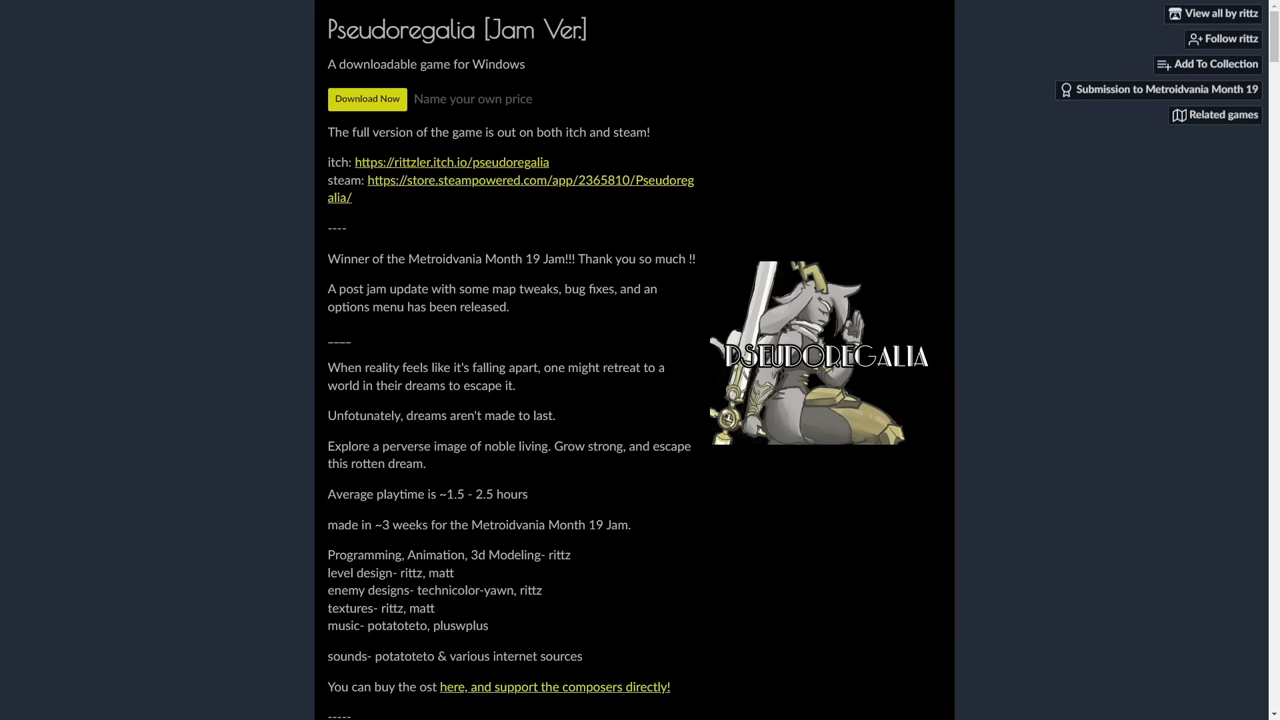 Pseudoregalia [Jam Ver.]
A downloadable game for Windows
Download Now Name your own price
The full version of the game is out on both itch and steam!
itch: https://rittzler.itch.io/pseudoregalia
steam: https://store.steampowered.com/app/2365810/Pseudoreg
alia/
----
Winner of the Metroidvania Month 19 Jam!!! Thank you so much !!
A post jam update with some map tweaks, bug fixes, and an
options menu has been released.
____
When reality feels like it's falling apart, one might retreat to a
world in their dreams to escape it.
Unfotunately, dreams aren't made to last.
Explore a perverse image of noble living. Grow strong, and escape
this rotten dream.
Average playtime is ~1.5 - 2.5 hours
made in ~3 weeks for the Metroidvania Month 19 Jam.
Programming, Animation, 3d Modeling- rittz
level design- rittz, matt
enemy designs- technicolor-yawn, rittz
textures- rittz, matt
music- potatoteto, pluswplus
sounds- potatoteto & various internet sources
You can buy the ost here, and support the composers directly!
-----
PSEUDOREGALIA
View all by rittz
Follow rittz
Add To Collection
Submission to Metroidvania Month 19
Related games